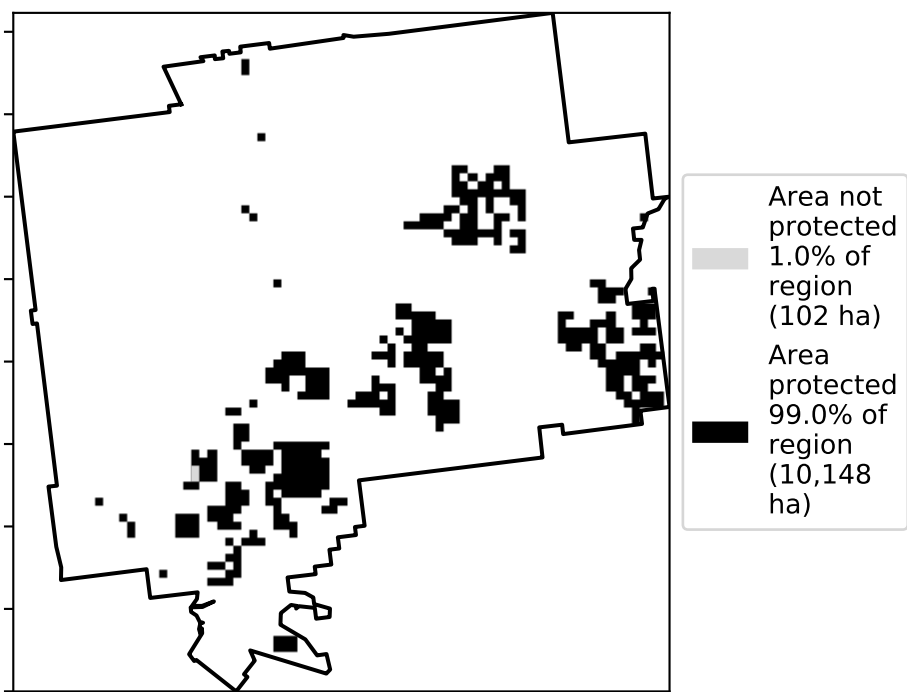 Area not
protected
1.0% of
region
(102 ha)
Area
protected
99.0% of
region
(10,148
ha)